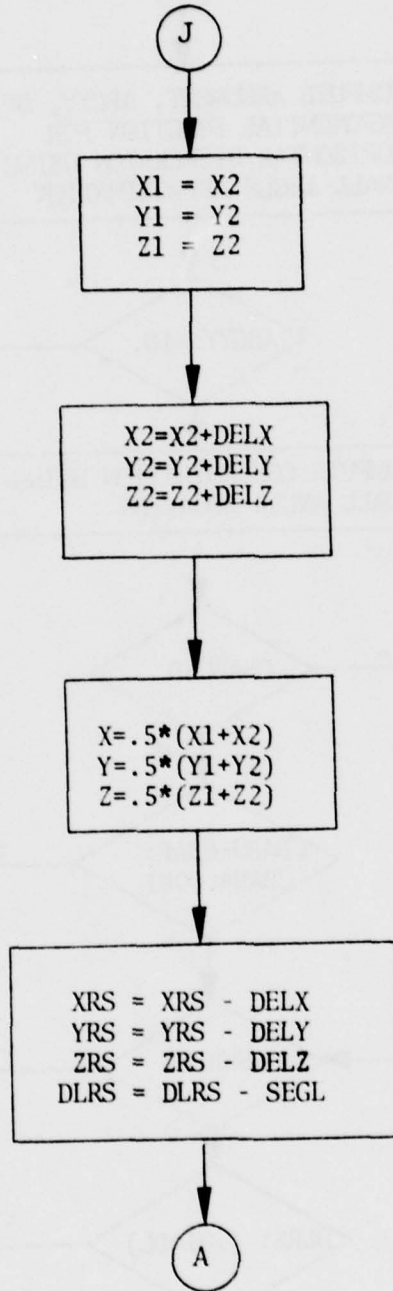 J
X1 = X2
Y1 = Y2
Z1 = Z2
X2=X2+DELX
Y2=Y2+DELY
Z2=Z2+DELZ
X=.5*(X1+X2)
Y=.5*(Y1+Y2)
Z=.5*(Z1+Z2)
XRS = XRS - DELX
YRS = YRS - DELY
ZRS = ZRS - DELZ
DLRS = DLRS - SEGL
A